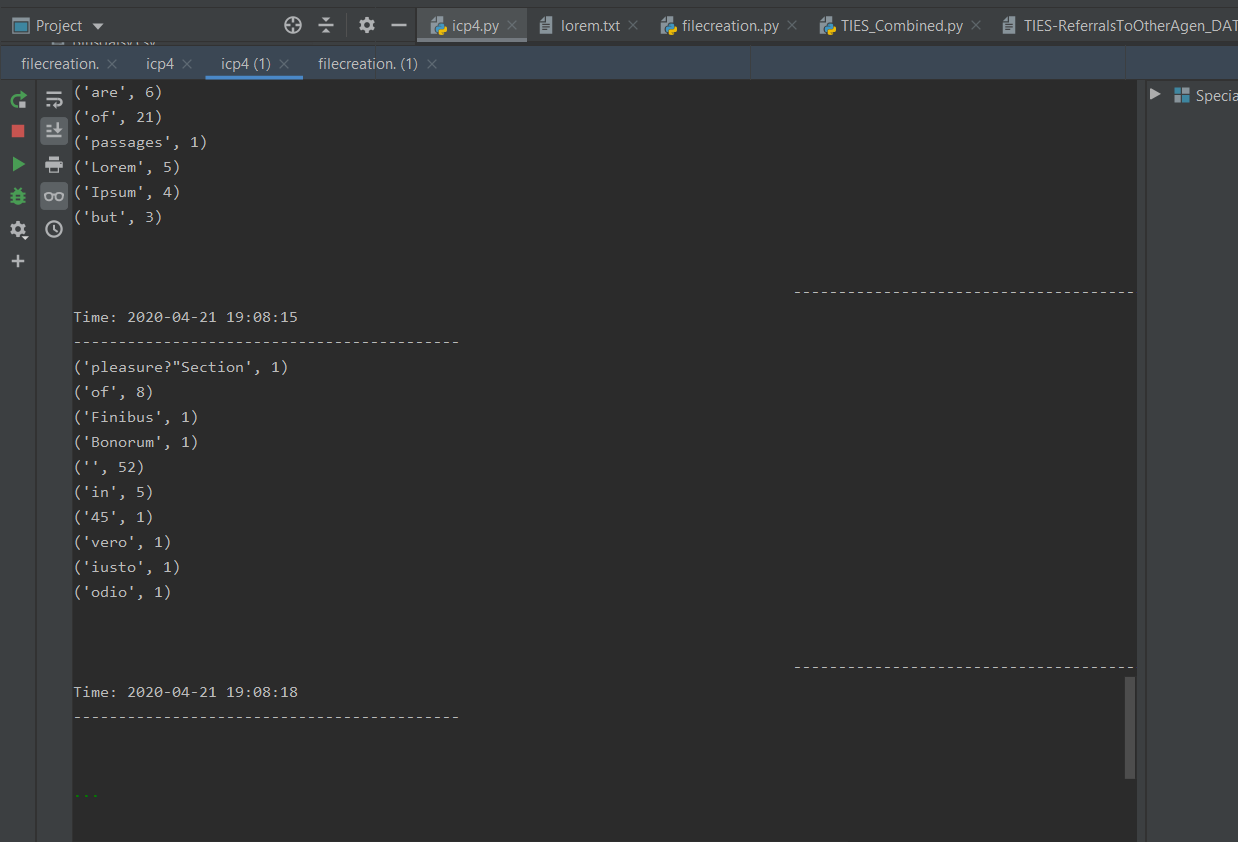 Project
icp4.py
lorem.txt
filecreation..py
TIES_Combined.py
TIES-ReferralsToOtherAgen_DAT
filecreation.
icp4
icp4 (1)
filecreation. (1)
Specia
('are', 6)
('of', 21)
('passages', 1)
('Lorem', 5)
('Ipsum', 4)
('but', 3)
--------------------------------------
Time: 2020-04-21 19:08:15
-------------------------------------------
('pleasure?"Section', 1)
('of', 8)
('Finibus', 1)
('Bonorum', 1)
('', 52)
('in', 5)
('45', 1)
('vero', 1)
('iusto', 1)
('odio', 1)
--------------------------------------
Time: 2020-04-21 19:08:18
-------------------------------------------
...